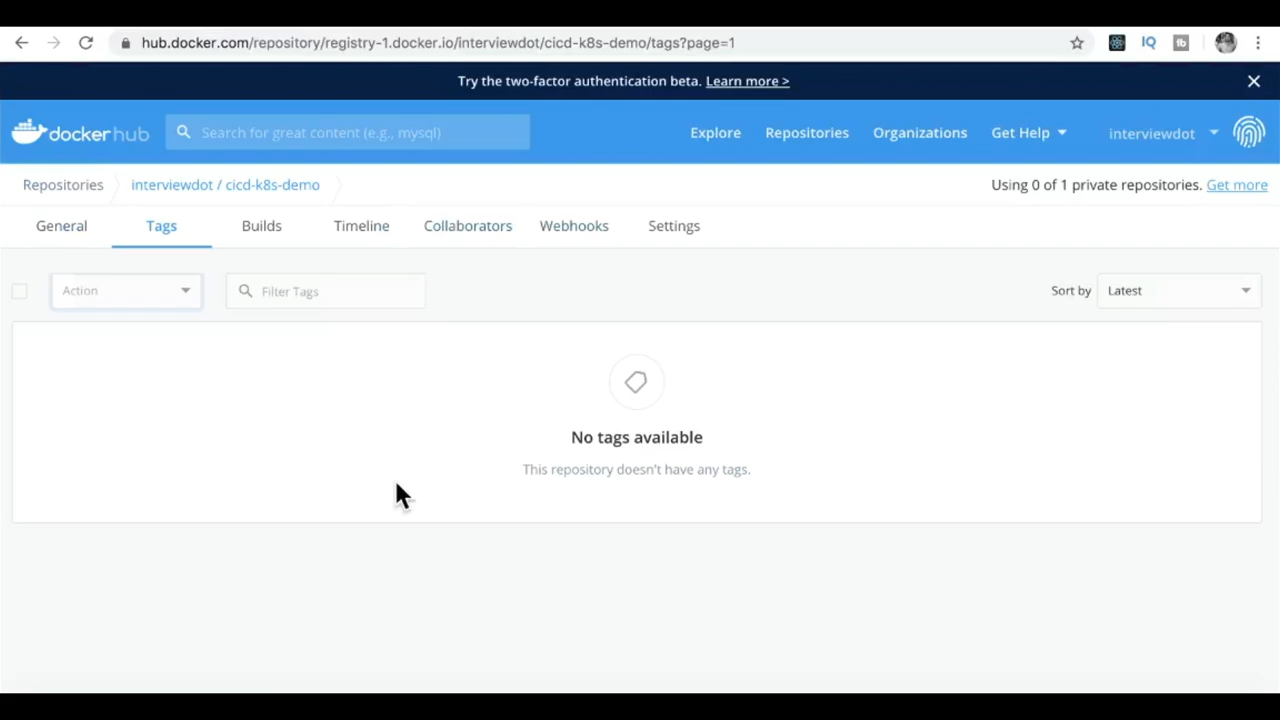 hub.docker.com/repository/registry-1.docker.io/interviewdot/cicd-k8s-demo/tags?page=1
IQ
Try the two-factor authentication beta. Learn more >
docker hub
Search for great content (e.g., mysql)
Explore
Repositories
Organizations
Get Help
interviewdot
Repositories
interviewdot / cicd-k8s-demo
Using 0 of 1 private repositories. Get more
General
Tags
Builds
Timeline
Collaborators
Webhooks
Settings
Action
Filter Tags
Sort by
Latest
No tags available
This repository doesn't have any tags.